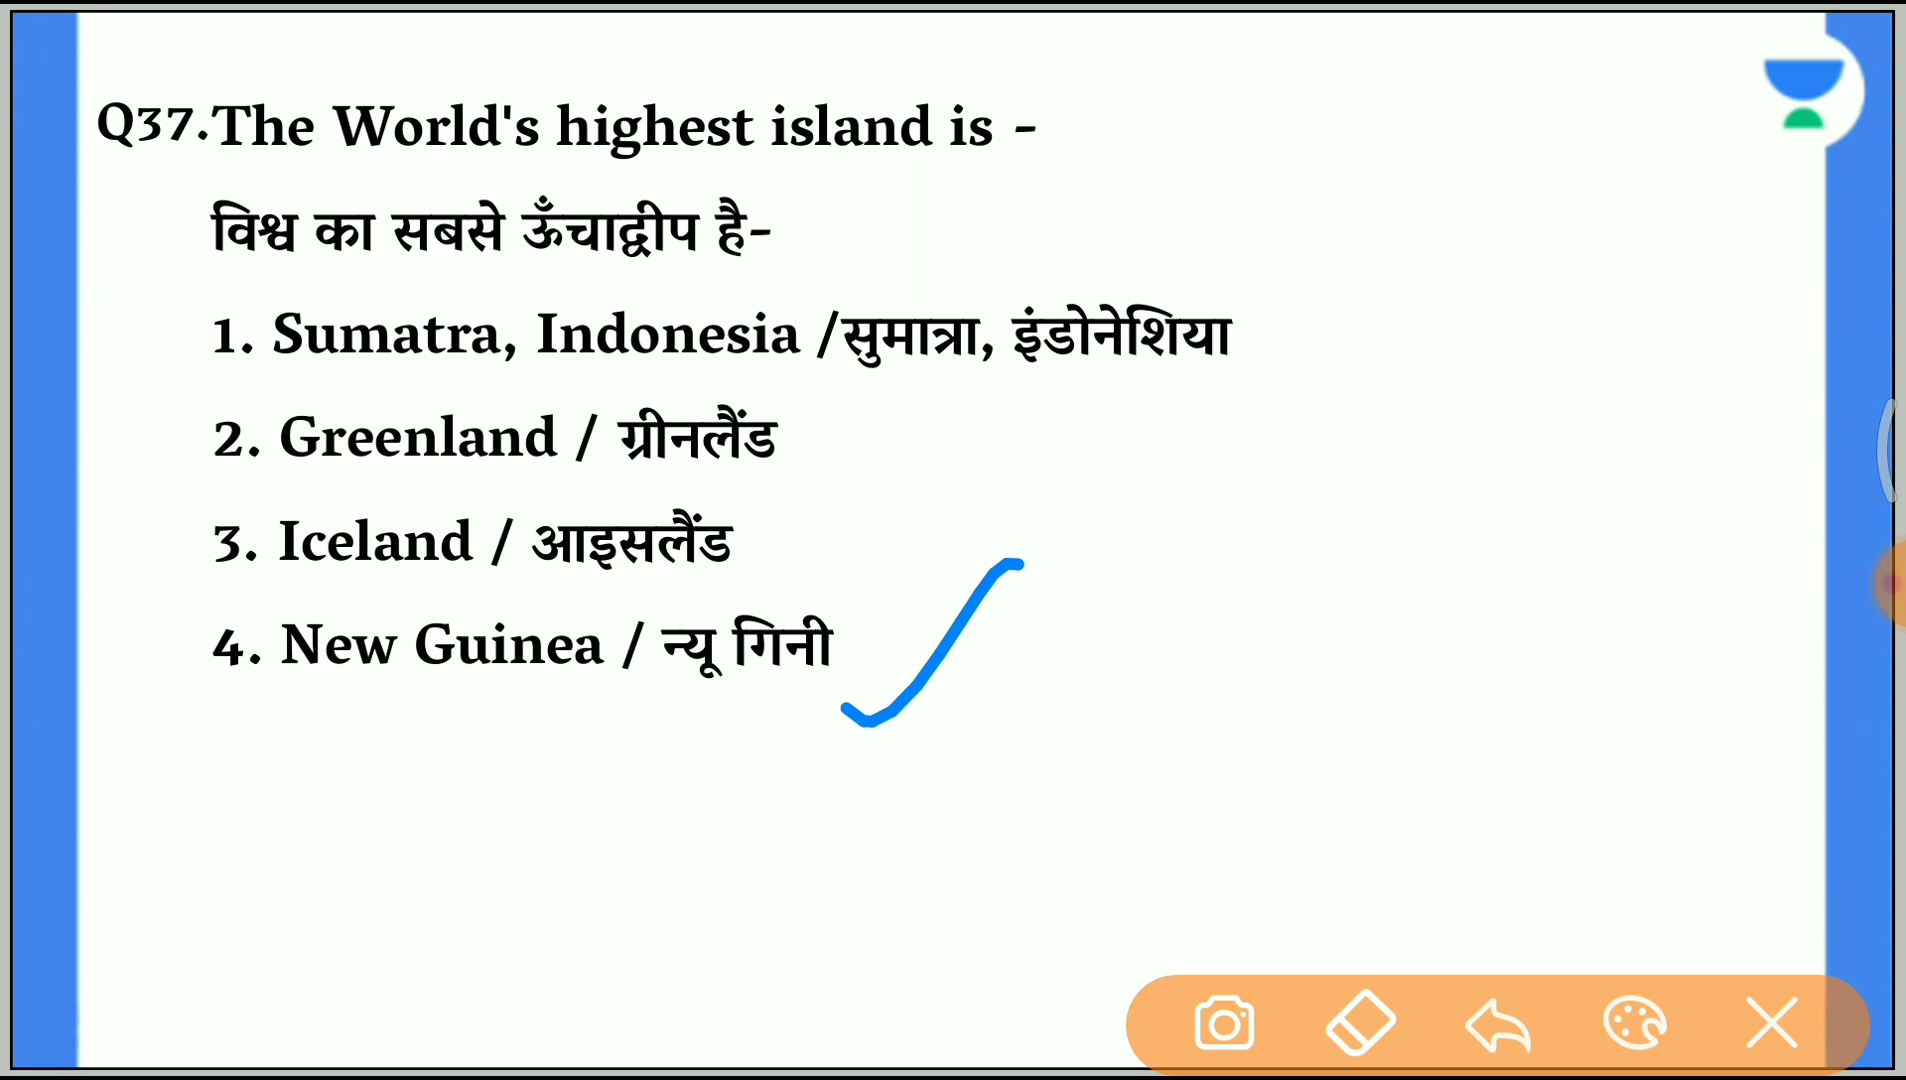 Q37.The World's highest island is -
विश्व का सबसे ऊँचाद्वीप है-
1. Sumatra, Indonesia /सुमात्रा, इंडोनेशिया
2. Greenland / ग्रीनलैंड
3. Iceland / आइसलैंड
4. New Guinea / न्यू गिनी